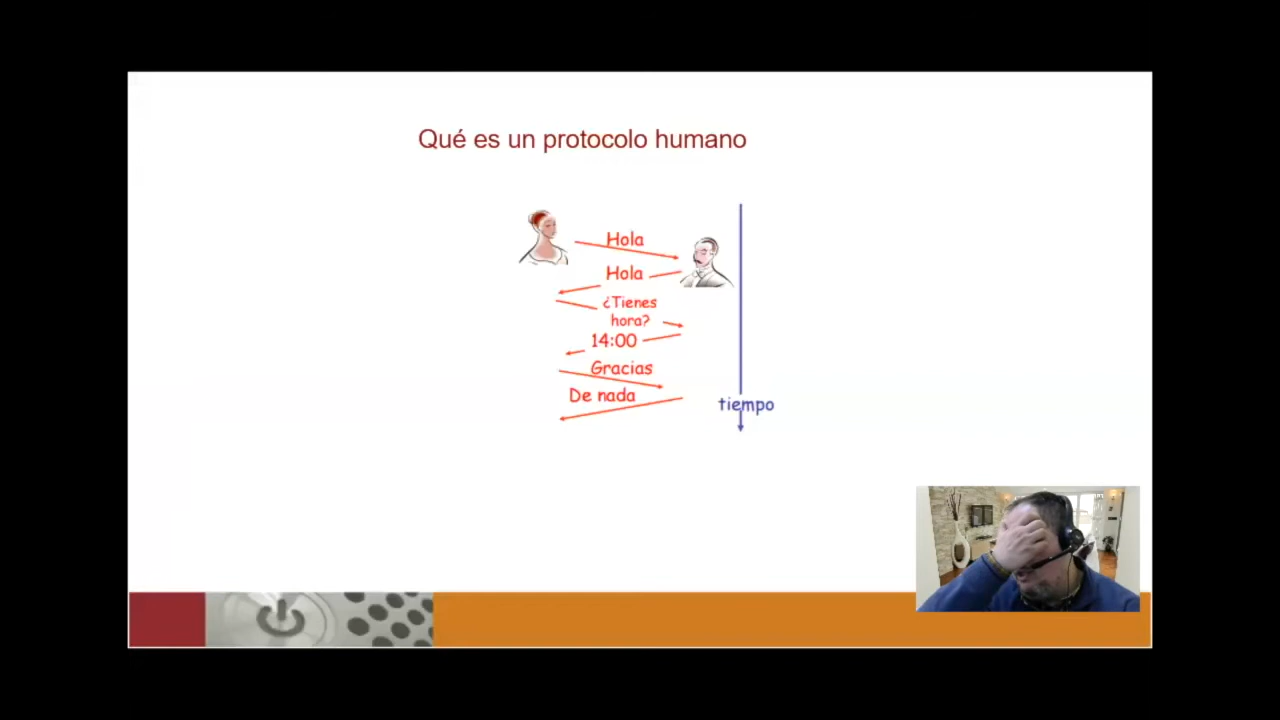 Qué es un protocolo humano
Hola
Hola
¿Tienes
hora?
14:00
Gracias
De nada
tiempo